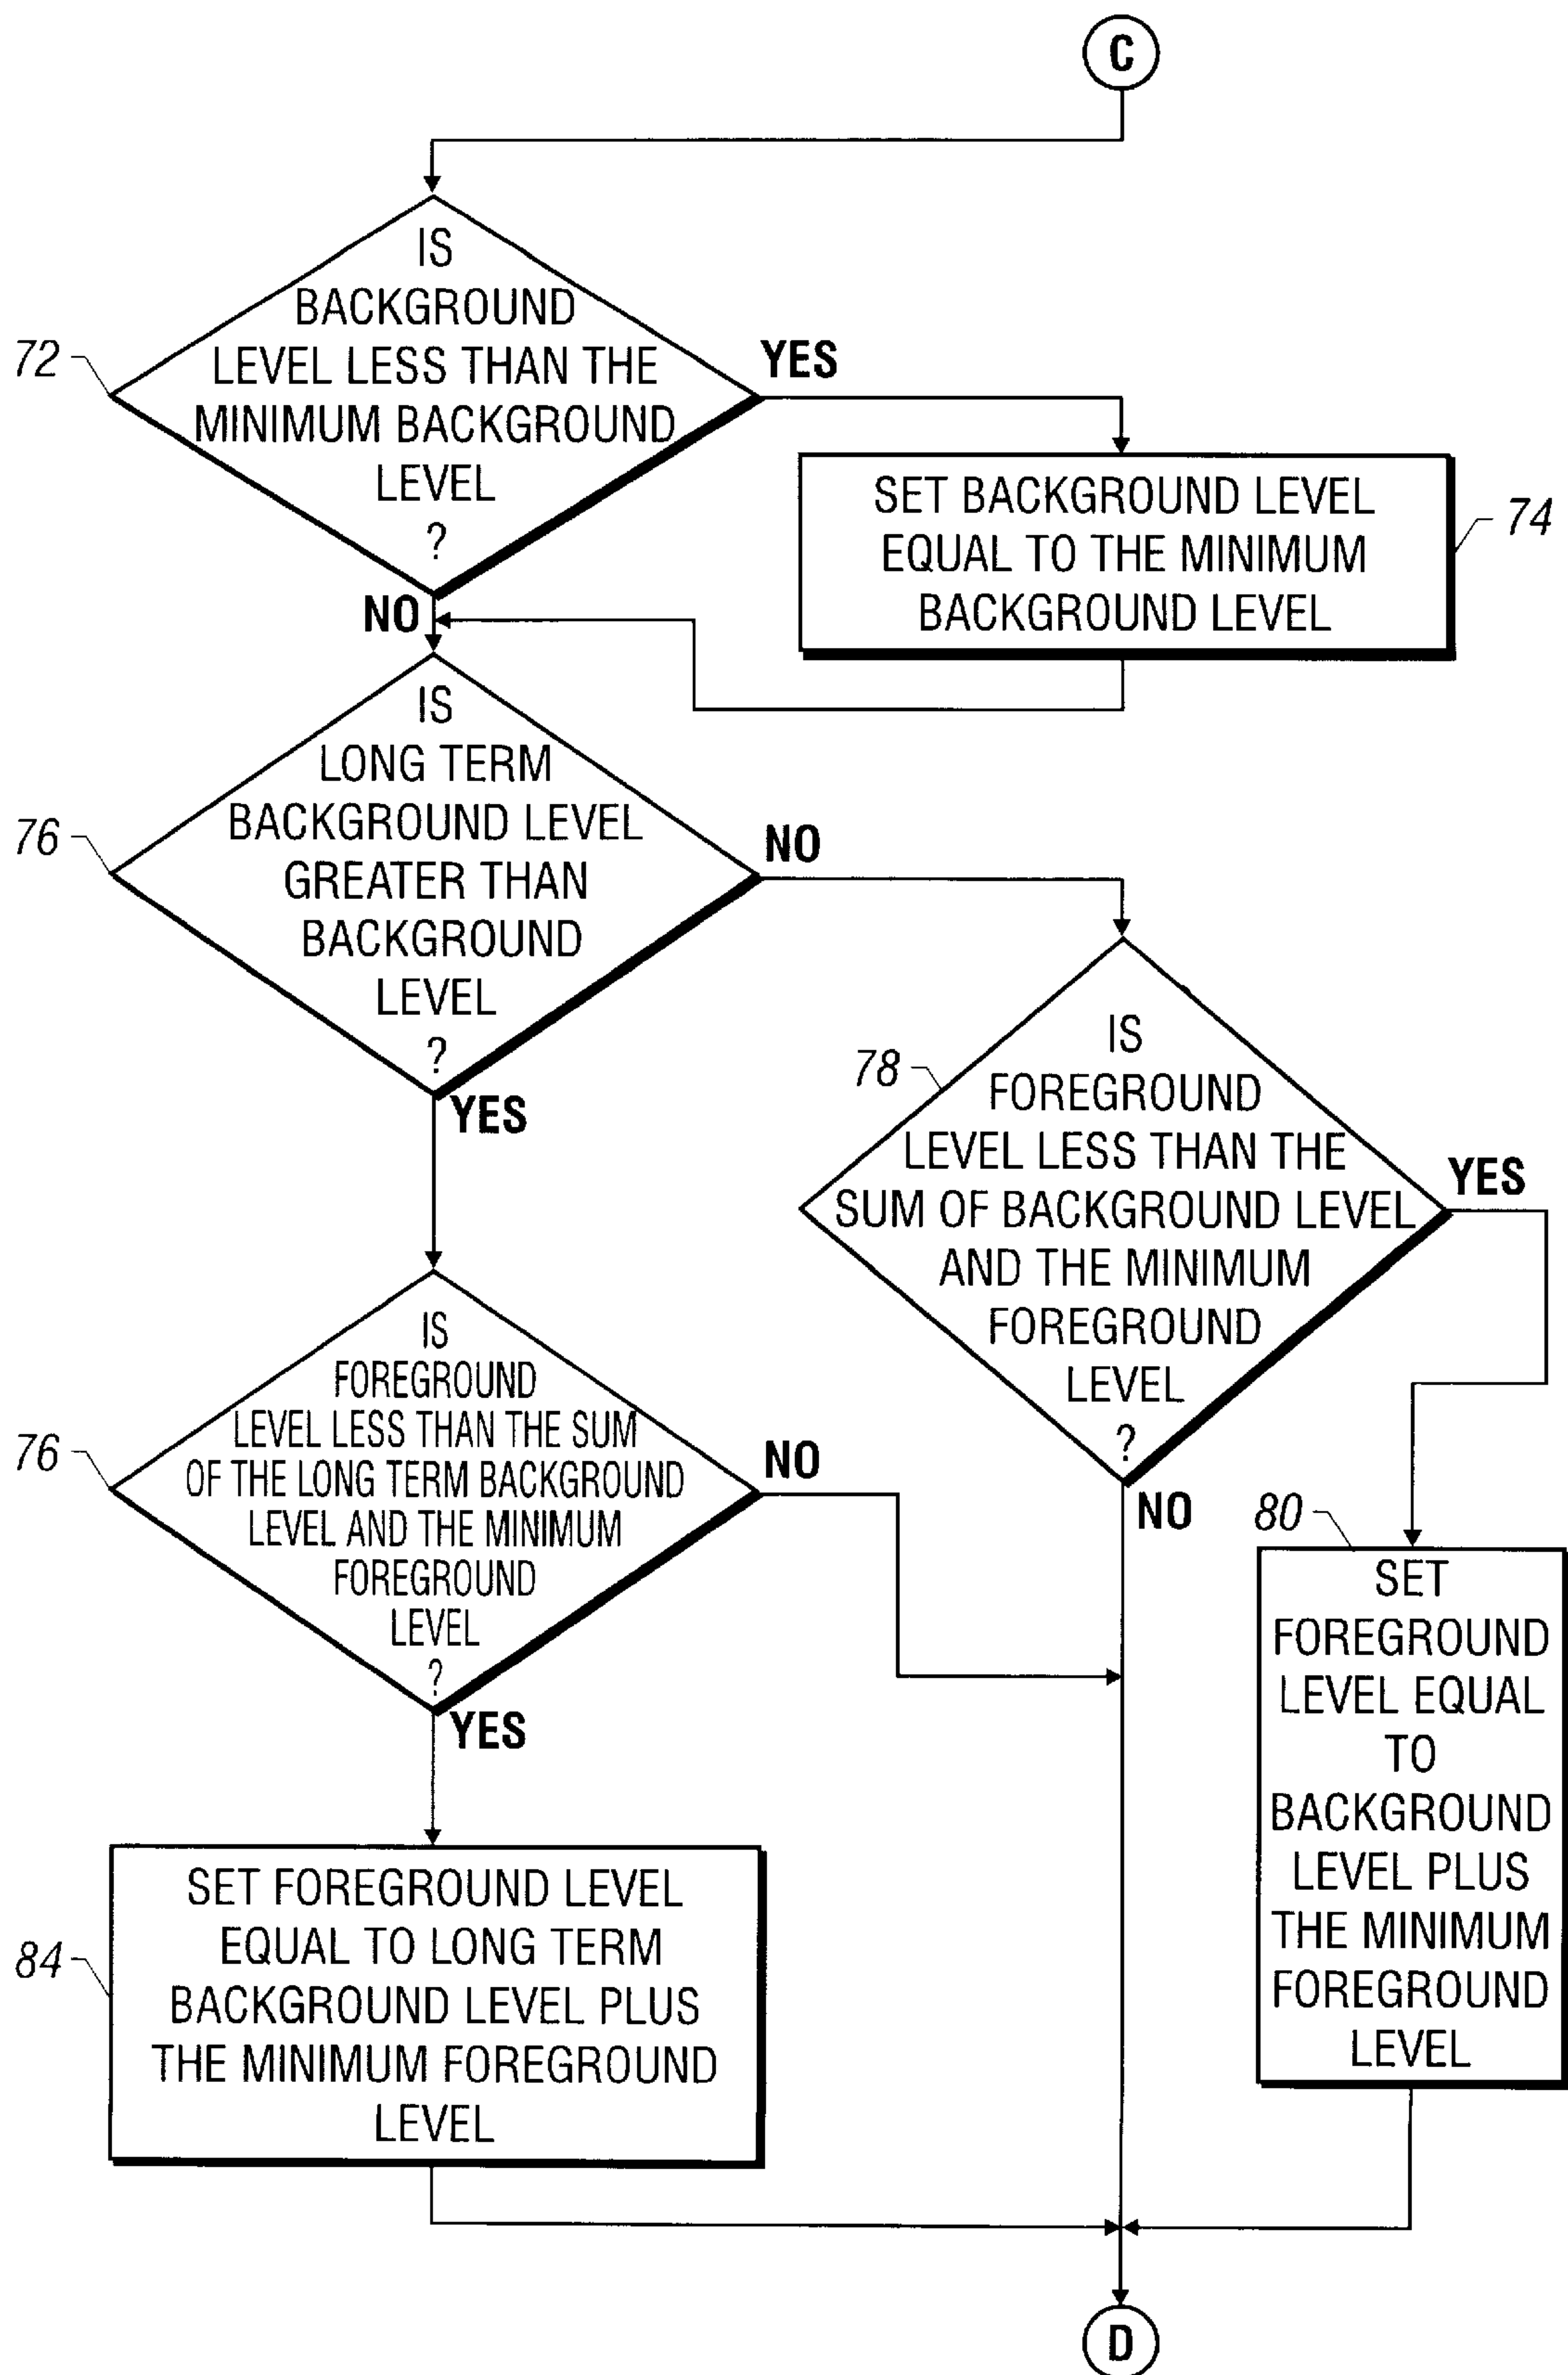 C
IS
BACKGROUND
LEVEL LESS THAN THE
MINIMUM BACKGROUND
LEVEL
?
72
YES
NO
SET BACKGROUND LEVEL
EQUAL TO THE MINIMUM
BACKGROUND LEVEL
74
IS
LONG TERM
BACKGROUND LEVEL
GREATER THAN
BACKGROUND
LEVEL
?
76
NO
YES
IS
FOREGROUND
LEVEL LESS THAN THE
SUM OF BACKGROUND LEVEL
AND THE MINIMUM
FOREGROUND
LEVEL
?
78
YES
NO
IS
FOREGROUND
LEVEL LESS THAN THE SUM
OF THE LONG TERM BACKGROUND
LEVEL AND THE MINIMUM
FOREGROUND
LEVEL
?
76
NO
YES
80
SET
FOREGROUND
LEVEL EQUAL
TO
BACKGROUND
LEVEL PLUS
THE MINIMUM
FOREGROUND
LEVEL
SET FOREGROUND LEVEL
EQUAL TO LONG TERM
BACKGROUND LEVEL PLUS
THE MINIMUM FOREGROUND
LEVEL
84
D